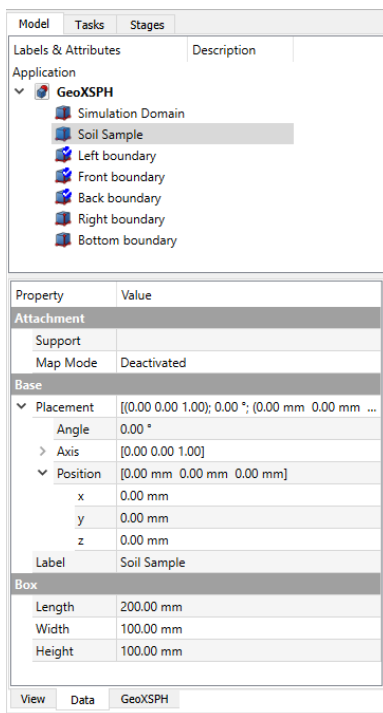 Model Tasks Stages
Labels & Attributes Description
Application
GeoXSPH
Simulation Domain
Soil Sample
Left boundary
Front boundary
Back boundary
Right boundary
Bottom boundary
Property Value
Attachment
Support
Map Mode Deactivated
Base
Placement [(0.00 0.00 1.00); 0.00 °; (0.00 mm 0.00 mm ...
Angle 0.00 °
Axis [0.00 0.00 1.00]
Position [0.00 mm 0.00 mm 0.00 mm]
x 0.00 mm
y 0.00 mm
z 0.00 mm
Label Soil Sample
Box
Length 200.00 mm
Width 100.00 mm
Height 100.00 mm
View Data GeoXSPH